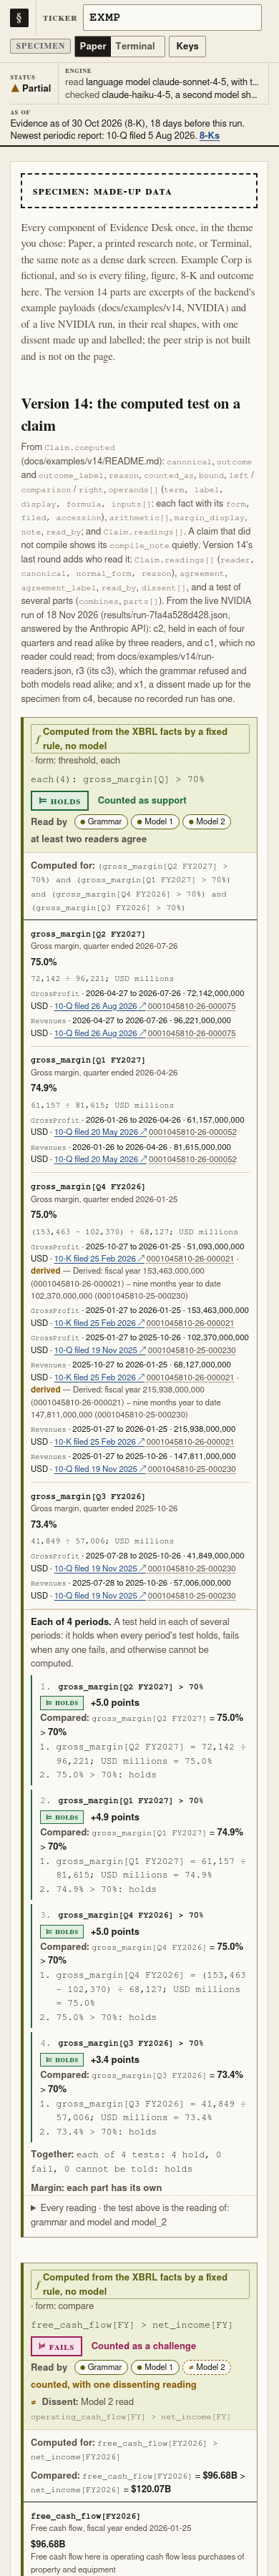 § TICKER EXMP
SPECIMEN Paper Terminal Keys
STATUS
▲ Partial
ENGINE
read language model claude-sonnet-4-5, with t…
checked claude-haiku-4-5, a second model sh…
AS OF
Evidence as of 30 Oct 2026 (8-K), 18 days before this run.
Newest periodic report: 10-Q filed 5 Aug 2026. 8-Ks
SPECIMEN: MADE-UP DATA
Every component of Evidence Desk once, in the theme
you chose: Paper, a printed research note, or Terminal,
the same note as a dense dark screen. Example Corp is
fictional, and so is every filing, figure, 8-K and outcome
here. The version 14 parts are excerpts of the backend's
example payloads (docs/examples/v14, NVIDIA) and
of a live NVIDIA run, in their real shapes, with one
dissent made up and labelled; the peer strip is not built
and is not on the page.
Version 14: the computed test on a
claim
From Claim.computed
(docs/examples/v14/README.md): canonical, outcome
and outcome_label, reason, counted_as, bound, left /
comparison / right, operands[] (term, label,
display, formula, inputs[]: each fact with its form,
filed, accession), arithmetic[], margin_display,
note, read_by; and Claim.readings[]. A claim that did
not compile shows its compile_note quietly. Version 14's
last round adds who read it: Claim.readings[] (reader,
canonical, normal_form, reason), agreement,
agreement_label, read_by, dissent[]; and a test of
several parts (combines, parts[]). From the live NVIDIA
run of 18 Nov 2026 (results/run-7fa4a528d428.json,
answered by the Anthropic API): c2, held in each of four
quarters and read alike by three readers, and c1, which no
reader could read; from docs/examples/v14/run-
readers.json, r3 (its c3), which the grammar refused and
both models read alike; and x1, a dissent made up for the
specimen from c4, because no recorded run has one.
ƒ Computed from the XBRL facts by a fixed
rule, no model
· form: threshold, each
each(4): gross_margin[Q] > 70%
⊨ HOLDS Counted as support
Read by ● Grammar ● Model 1 ● Model 2
at least two readers agree
Computed for: (gross_margin[Q2 FY2027] >
70%) and (gross_margin[Q1 FY2027] > 70%)
and (gross_margin[Q4 FY2026] > 70%) and
(gross_margin[Q3 FY2026] > 70%)
gross_margin[Q2 FY2027]
Gross margin, quarter ended 2026-07-26
75.0%
72,142 ÷ 96,221; USD millions
GrossProfit · 2026-04-27 to 2026-07-26 · 72,142,000,000
USD · 10-Q filed 26 Aug 2026 ↗ 0001045810-26-000075
Revenues · 2026-04-27 to 2026-07-26 · 96,221,000,000
USD · 10-Q filed 26 Aug 2026 ↗ 0001045810-26-000075
gross_margin[Q1 FY2027]
Gross margin, quarter ended 2026-04-26
74.9%
61,157 ÷ 81,615; USD millions
GrossProfit · 2026-01-26 to 2026-04-26 · 61,157,000,000
USD · 10-Q filed 20 May 2026 ↗ 0001045810-26-000052
Revenues · 2026-01-26 to 2026-04-26 · 81,615,000,000
USD · 10-Q filed 20 May 2026 ↗ 0001045810-26-000052
gross_margin[Q4 FY2026]
Gross margin, quarter ended 2026-01-25
75.0%
(153,463 − 102,370) ÷ 68,127; USD millions
GrossProfit · 2025-10-27 to 2026-01-25 · 51,093,000,000
USD · 10-K filed 25 Feb 2026 ↗ 0001045810-26-000021 ·
derived — Derived: fiscal year 153,463,000,000
(0001045810-26-000021) − nine months year to date
102,370,000,000 (0001045810-25-000230)
GrossProfit · 2025-01-27 to 2026-01-25 · 153,463,000,000
USD · 10-K filed 25 Feb 2026 ↗ 0001045810-26-000021
GrossProfit · 2025-01-27 to 2025-10-26 · 102,370,000,000
USD · 10-Q filed 19 Nov 2025 ↗ 0001045810-25-000230
Revenues · 2025-10-27 to 2026-01-25 · 68,127,000,000
USD · 10-K filed 25 Feb 2026 ↗ 0001045810-26-000021 ·
derived — Derived: fiscal year 215,938,000,000
(0001045810-26-000021) − nine months year to date
147,811,000,000 (0001045810-25-000230)
Revenues · 2025-01-27 to 2026-01-25 · 215,938,000,000
USD · 10-K filed 25 Feb 2026 ↗ 0001045810-26-000021
Revenues · 2025-01-27 to 2025-10-26 · 147,811,000,000
USD · 10-Q filed 19 Nov 2025 ↗ 0001045810-25-000230
gross_margin[Q3 FY2026]
Gross margin, quarter ended 2025-10-26
73.4%
41,849 ÷ 57,006; USD millions
GrossProfit · 2025-07-28 to 2025-10-26 · 41,849,000,000
USD · 10-Q filed 19 Nov 2025 ↗ 0001045810-25-000230
Revenues · 2025-07-28 to 2025-10-26 · 57,006,000,000
USD · 10-Q filed 19 Nov 2025 ↗ 0001045810-25-000230
Each of 4 periods. A test held in each of several
periods: it holds when every period's test holds, fails
when any one fails, and otherwise cannot be
computed.
1. gross_margin[Q2 FY2027] > 70%
⊨ HOLDS +5.0 points
Compared: gross_margin[Q2 FY2027] = 75.0%
> 70%
1. gross_margin[Q2 FY2027] = 72,142 ÷
96,221; USD millions = 75.0%
2. 75.0% > 70%: holds
2. gross_margin[Q1 FY2027] > 70%
⊨ HOLDS +4.9 points
Compared: gross_margin[Q1 FY2027] = 74.9%
> 70%
1. gross_margin[Q1 FY2027] = 61,157 ÷
81,615; USD millions = 74.9%
2. 74.9% > 70%: holds
3. gross_margin[Q4 FY2026] > 70%
⊨ HOLDS +5.0 points
Compared: gross_margin[Q4 FY2026] = 75.0%
> 70%
1. gross_margin[Q4 FY2026] = (153,463
− 102,370) ÷ 68,127; USD millions
= 75.0%
2. 75.0% > 70%: holds
4. gross_margin[Q3 FY2026] > 70%
⊨ HOLDS +3.4 points
Compared: gross_margin[Q3 FY2026] = 73.4%
> 70%
1. gross_margin[Q3 FY2026] = 41,849 ÷
57,006; USD millions = 73.4%
2. 73.4% > 70%: holds
Together: each of 4 tests: 4 hold, 0
fail, 0 cannot be told: holds
Margin: each part has its own
▶ Every reading · the test above is the reading of:
grammar and model and model_2
ƒ Computed from the XBRL facts by a fixed
rule, no model
· form: compare
free_cash_flow[FY] > net_income[FY]
⊭ FAILS Counted as a challenge
Read by ● Grammar ● Model 1 ≠ Model 2
counted, with one dissenting reading
≠ Dissent: Model 2 read
operating_cash_flow[FY] > net_income[FY]
Computed for: free_cash_flow[FY2026] >
net_income[FY2026]
Compared: free_cash_flow[FY2026] = $96.68B >
net_income[FY2026] = $120.07B
free_cash_flow[FY2026]
Free cash flow, fiscal year ended 2026-01-25
$96.68B
Free cash flow here is operating cash flow less purchases of
property and equipment